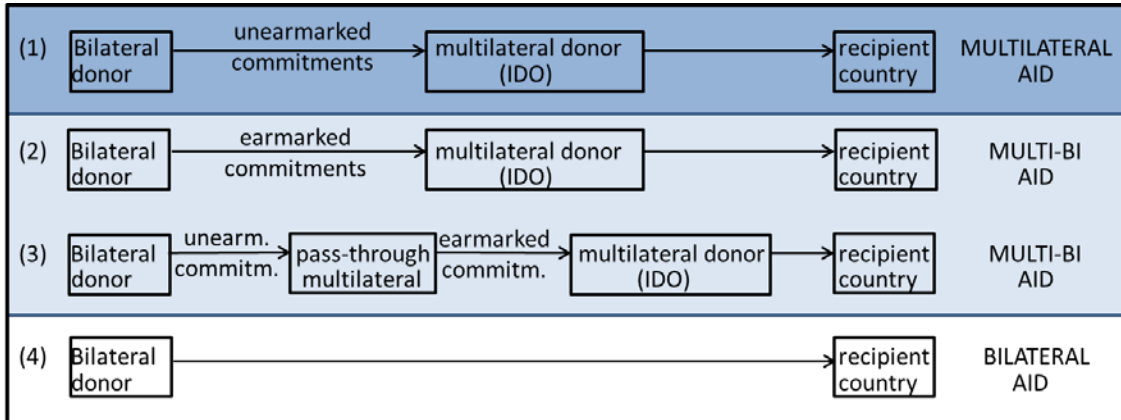 (1) Bilateral donor unearmarked commitments multilateral donor (IDO) recipient country MULTILATERAL AID
(2) Bilateral donor earmarked commitments multilateral donor (IDO) recipient country MULTI-BI AID
(3) Bilateral donor unearm. commitm. pass-through multilateral earmarked commitm. multilateral donor (IDO) recipient country MULTI-BI AID
(4) Bilateral donor recipient country BILATERAL AID